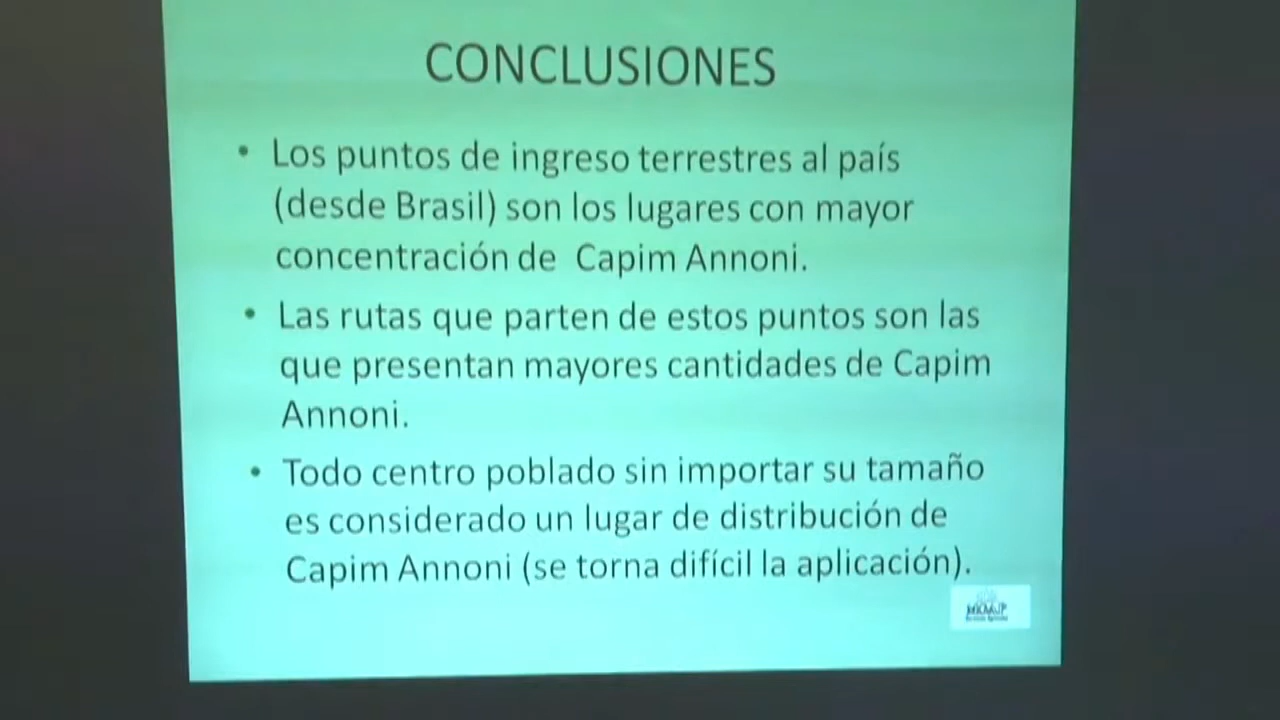 CONCLUSIONES
• Los puntos de ingreso terrestres al país
(desde Brasil) son los lugares con mayor
concentración de Capim Annoni.
• Las rutas que parten de estos puntos son las
que presentan mayores cantidades de Capim
Annoni.
• Todo centro poblado sin importar su tamaño
es considerado un lugar de distribución de
Capim Annoni (se torna difícil la aplicación).